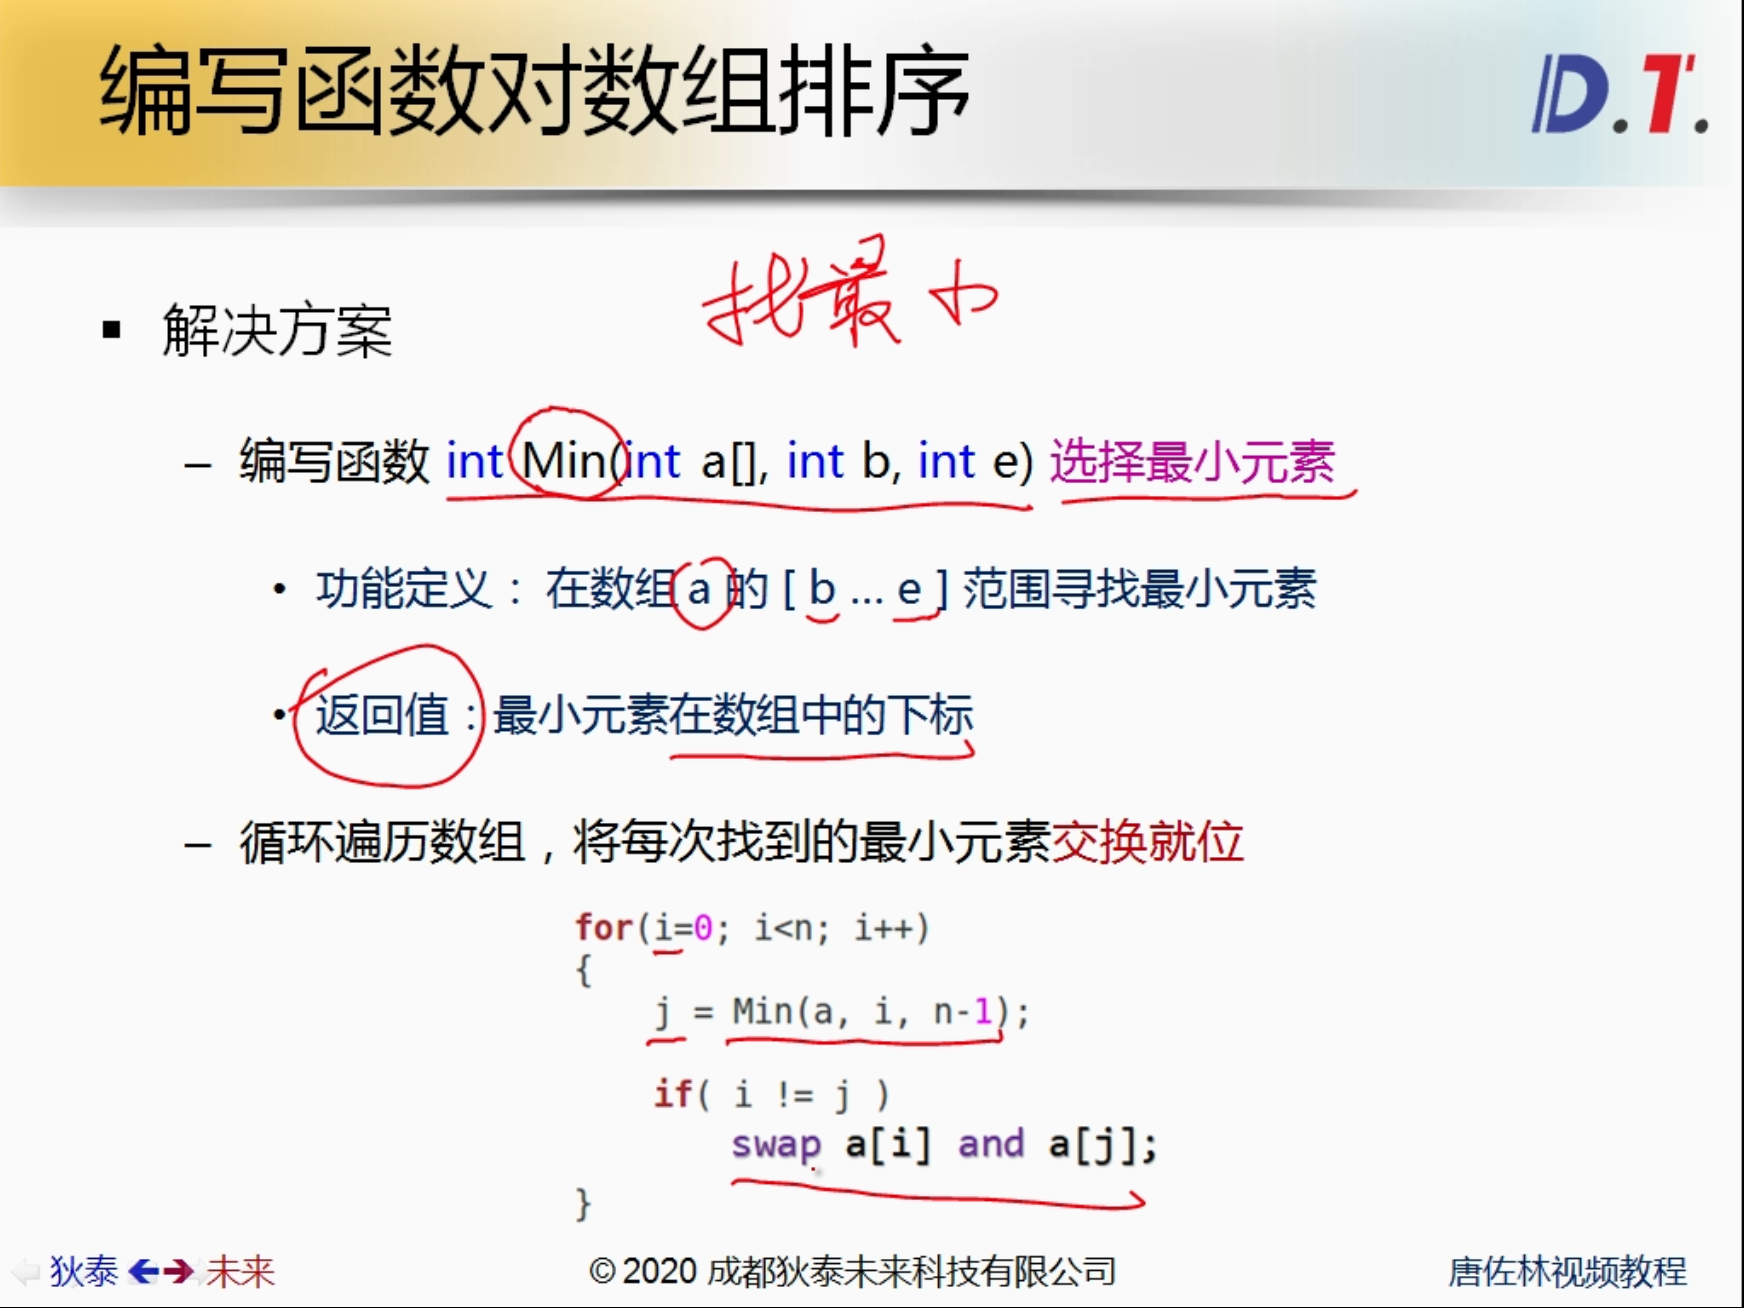 编写函数对数组排序
D.T.
找最小
▪ 解决方案
– 编写函数 int Min(int a[], int b, int e) 选择最小元素
• 功能定义：在数组 a 的 [ b ... e ] 范围寻找最小元素
• 返回值：最小元素在数组中的下标
– 循环遍历数组，将每次找到的最小元素交换就位
for(i=0; i<n; i++)
{
j = Min(a, i, n-1);
if( i != j )
swap a[i] and a[j];
}
狄泰 未来
© 2020 成都狄泰未来科技有限公司
唐佐林视频教程